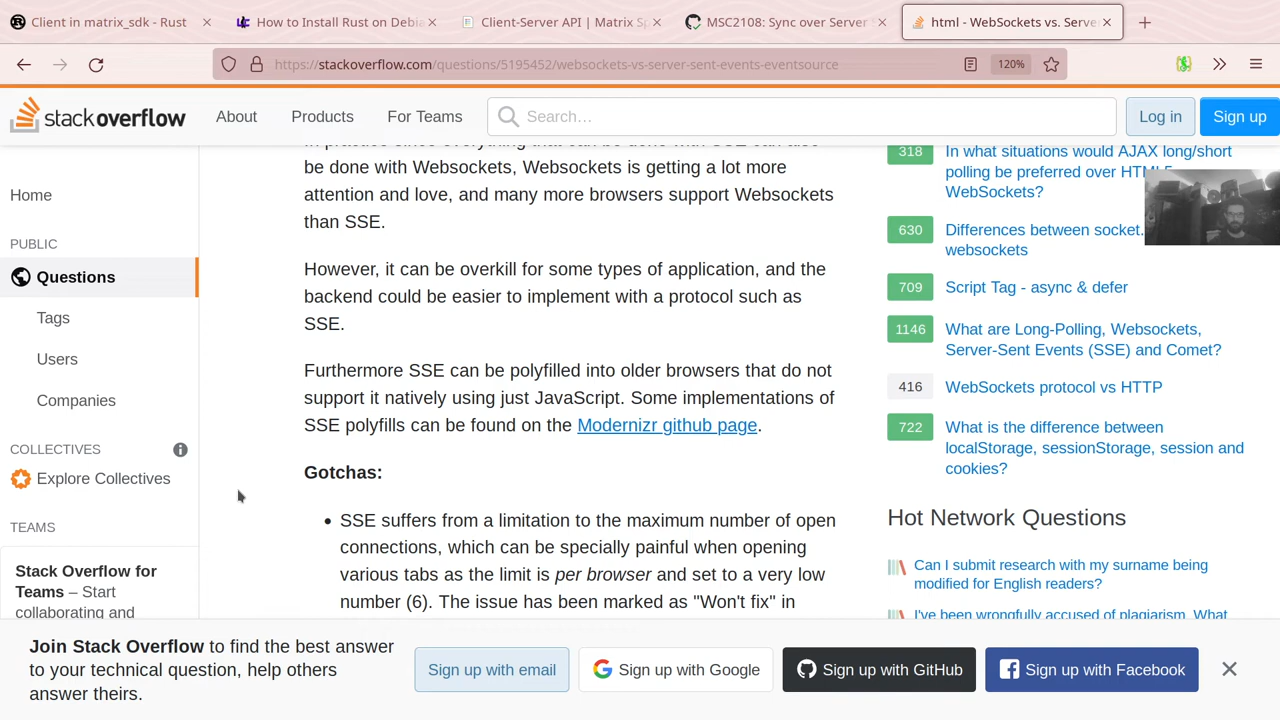 Client in matrix_sdk - Rust
How to Install Rust on Debia
Client-Server API | Matrix Sp
MSC2108: Sync over Server S
html - WebSockets vs. Server
https://stackoverflow.com/questions/5195452/websockets-vs-server-sent-events-eventsource
120%
stackoverflow
About
Products
For Teams
Search…
Log in
Sign up
Home
PUBLIC
Questions
Tags
Users
Companies
COLLECTIVES
Explore Collectives
TEAMS
Stack Overflow for
Teams – Start
collaborating and
In practice since everything that can be done with SSE can also
be done with Websockets, Websockets is getting a lot more
attention and love, and many more browsers support Websockets
than SSE.
However, it can be overkill for some types of application, and the
backend could be easier to implement with a protocol such as
SSE.
Furthermore SSE can be polyfilled into older browsers that do not
support it natively using just JavaScript. Some implementations of
SSE polyfills can be found on the Modernizr github page.
Gotchas:
• SSE suffers from a limitation to the maximum number of open
connections, which can be specially painful when opening
various tabs as the limit is per browser and set to a very low
number (6). The issue has been marked as "Won't fix" in
318
In what situations would AJAX long/short
polling be preferred over HTML5
WebSockets?
630
Differences between socket.
websockets
709
Script Tag - async & defer
1146
What are Long-Polling, Websockets,
Server-Sent Events (SSE) and Comet?
416
WebSockets protocol vs HTTP
722
What is the difference between
localStorage, sessionStorage, session and
cookies?
Hot Network Questions
Can I submit research with my surname being
modified for English readers?
I've been wrongfully accused of plagiarism. What
Join Stack Overflow to find the best
answer to your technical question, help others
answer theirs.
Sign up with email
Sign up with Google
Sign up with GitHub
Sign up with Facebook